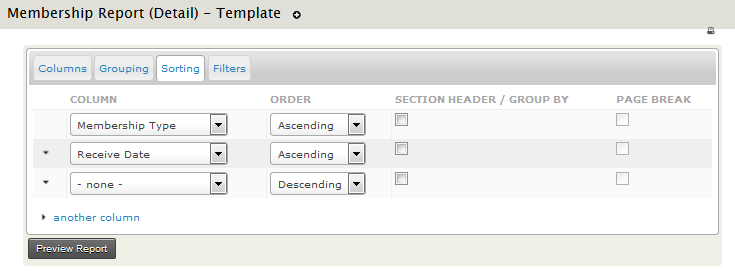 Membership Report (Detail) - Template
Columns Grouping Sorting Filters
COLUMN ORDER SECTION HEADER / GROUP BY PAGE BREAK
Membership Type Ascending
Receive Date Ascending
- none - Descending
another column
Preview Report